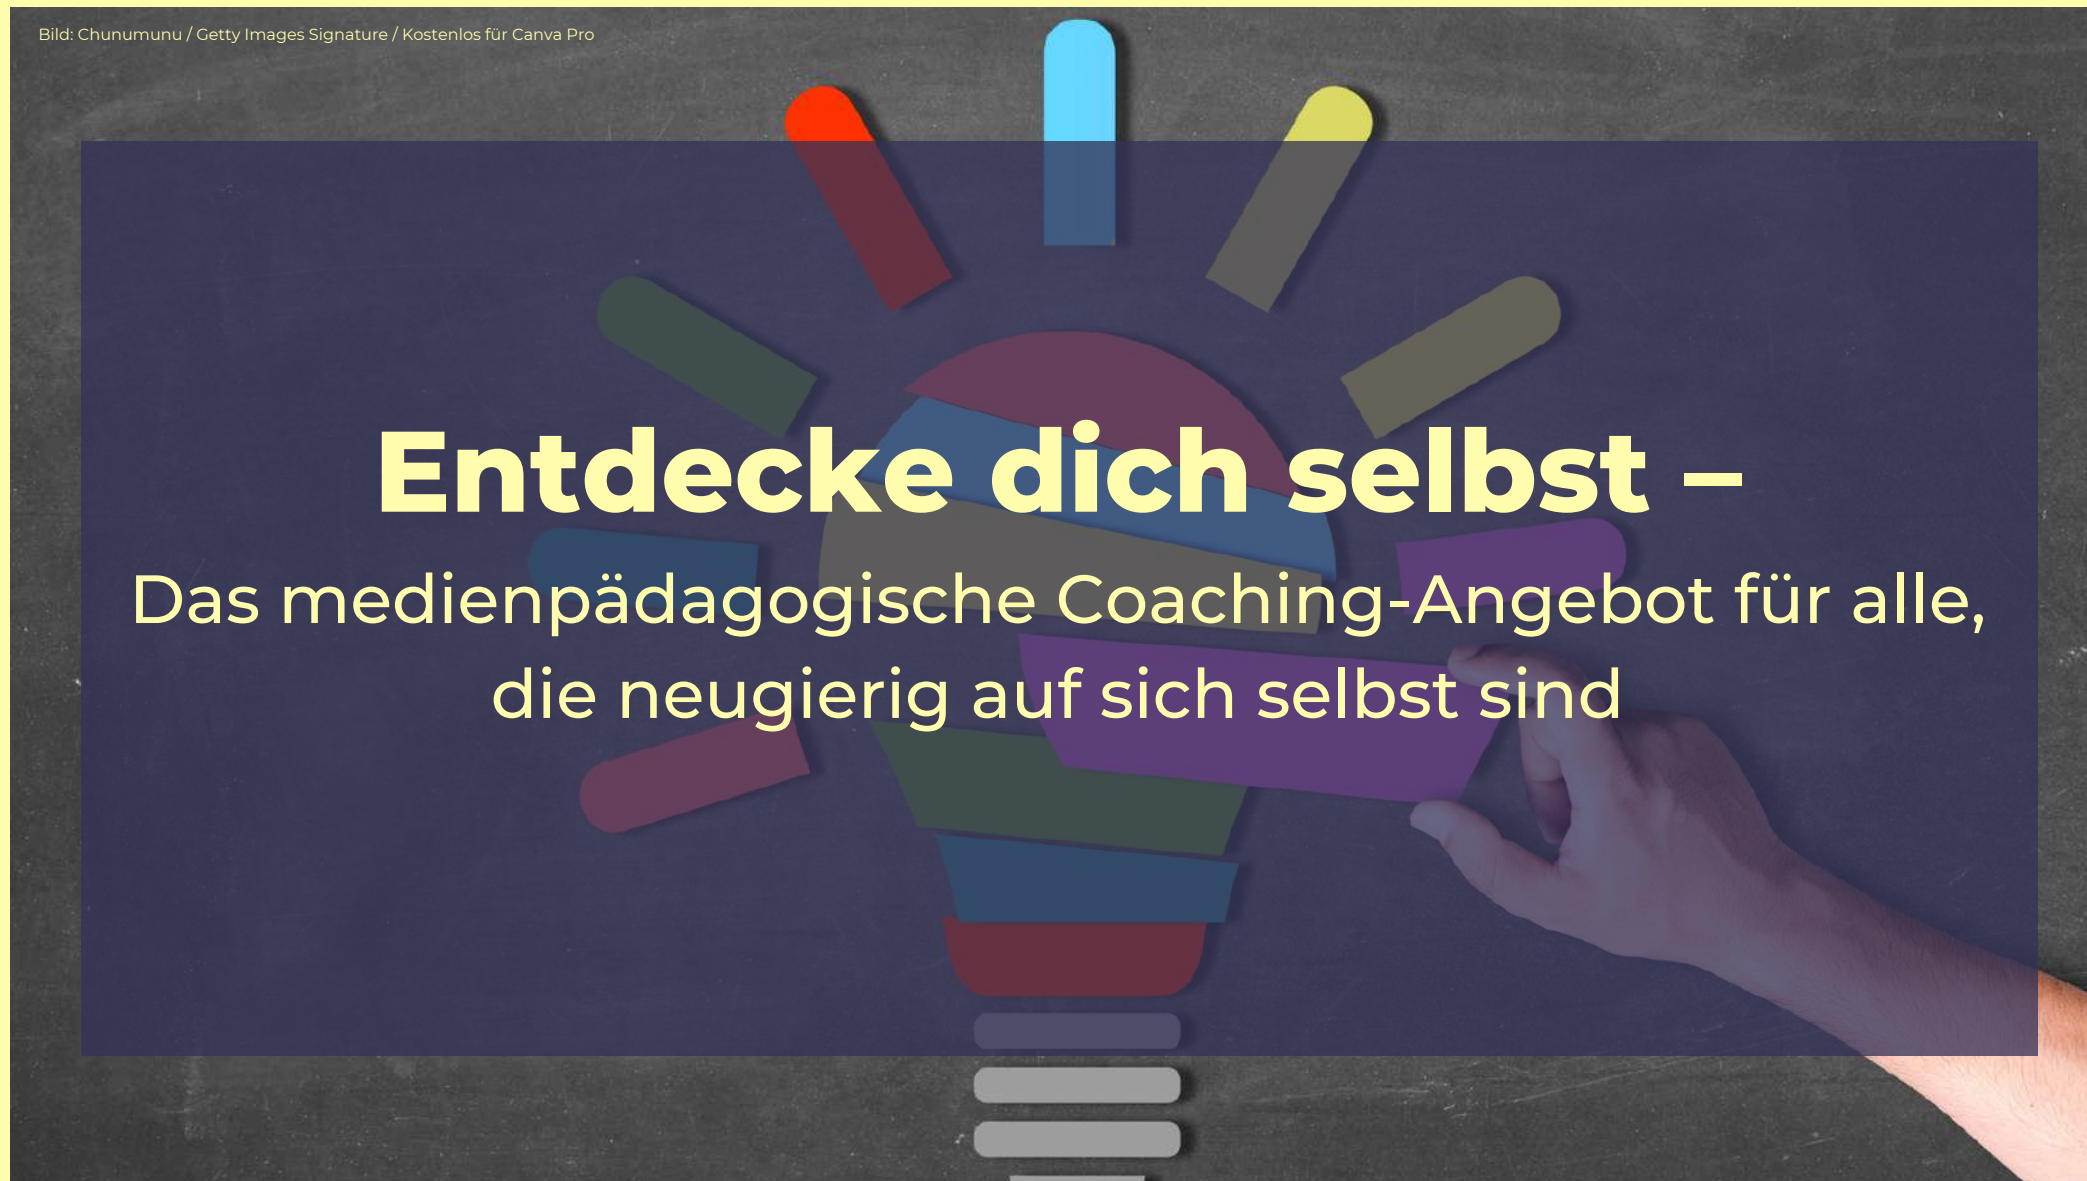 Bild: Chunumunu / Getty Images Signature / Kostenlos für Canva Pro
Entdecke dich selbst –
Das medienpädagogische Coaching-Angebot für alle,
die neugierig auf sich selbst sind